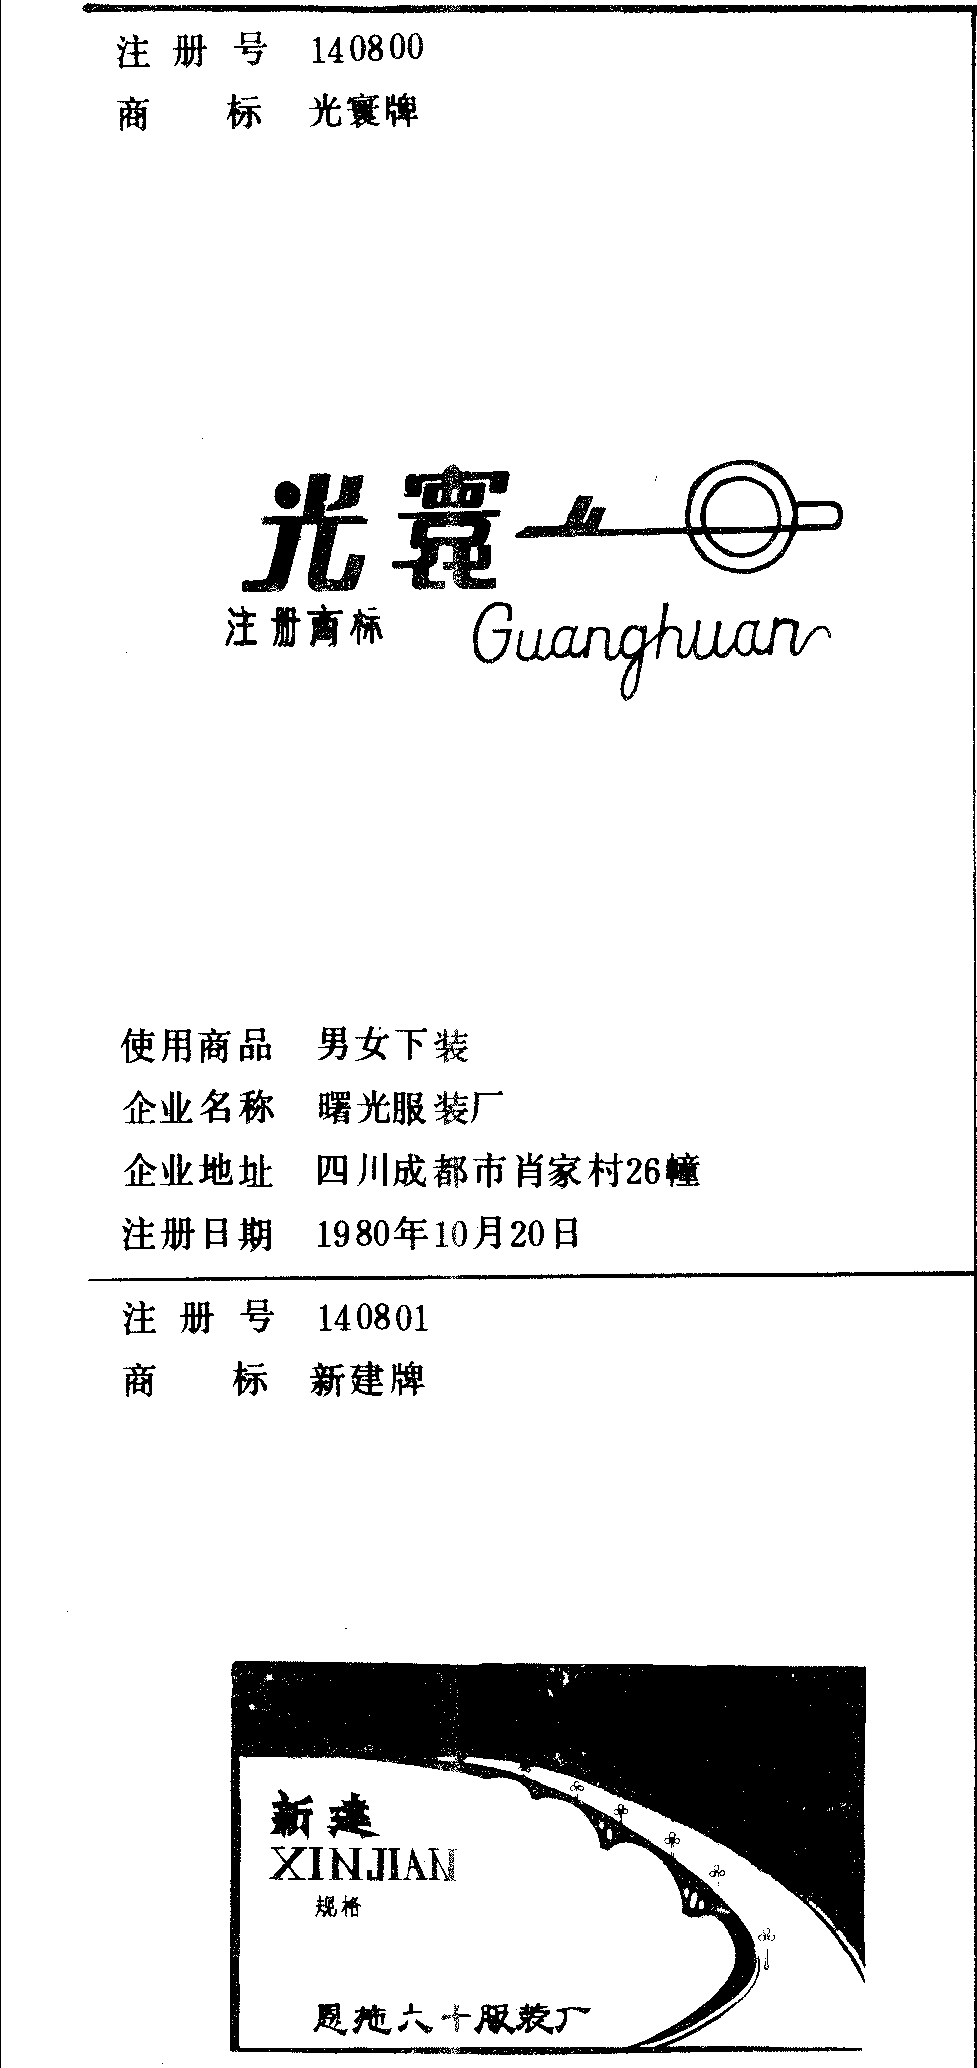 注册号 140800
商标 光寰牌
光寰
注册商标 Guanghuan
使用商品 男女下装
企业名称 曙光服装厂
企业地址 四川成都市肖家村26幢
注册日期 1980年10月20日
注册号 140801
商标 新建牌
新建
XINJIAN
规格
恩施六十服装厂